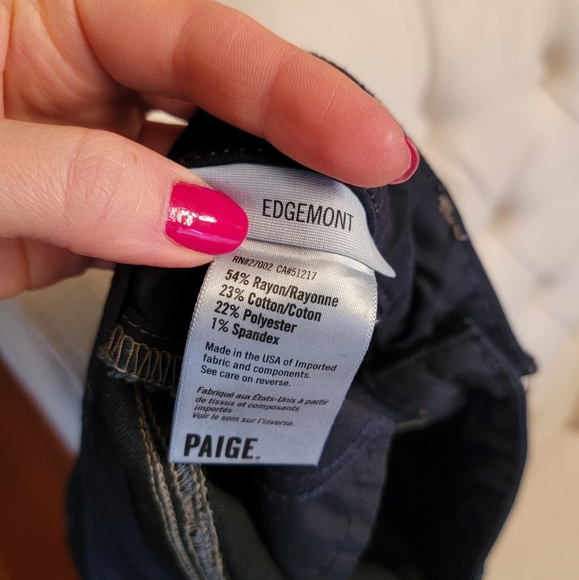 EDGEMONT
RN#27002 CA#51217
54% Rayon/Rayonne
23% Cotton/Coton
22% Polyester
1% Spandex
Made in the USA of Imported
fabric and components.
See care on reverse.
Fabriqué aux États-Unis à partir
de tissus et composants
importés
Voir le soin sur l'inverse.
PAIGE.